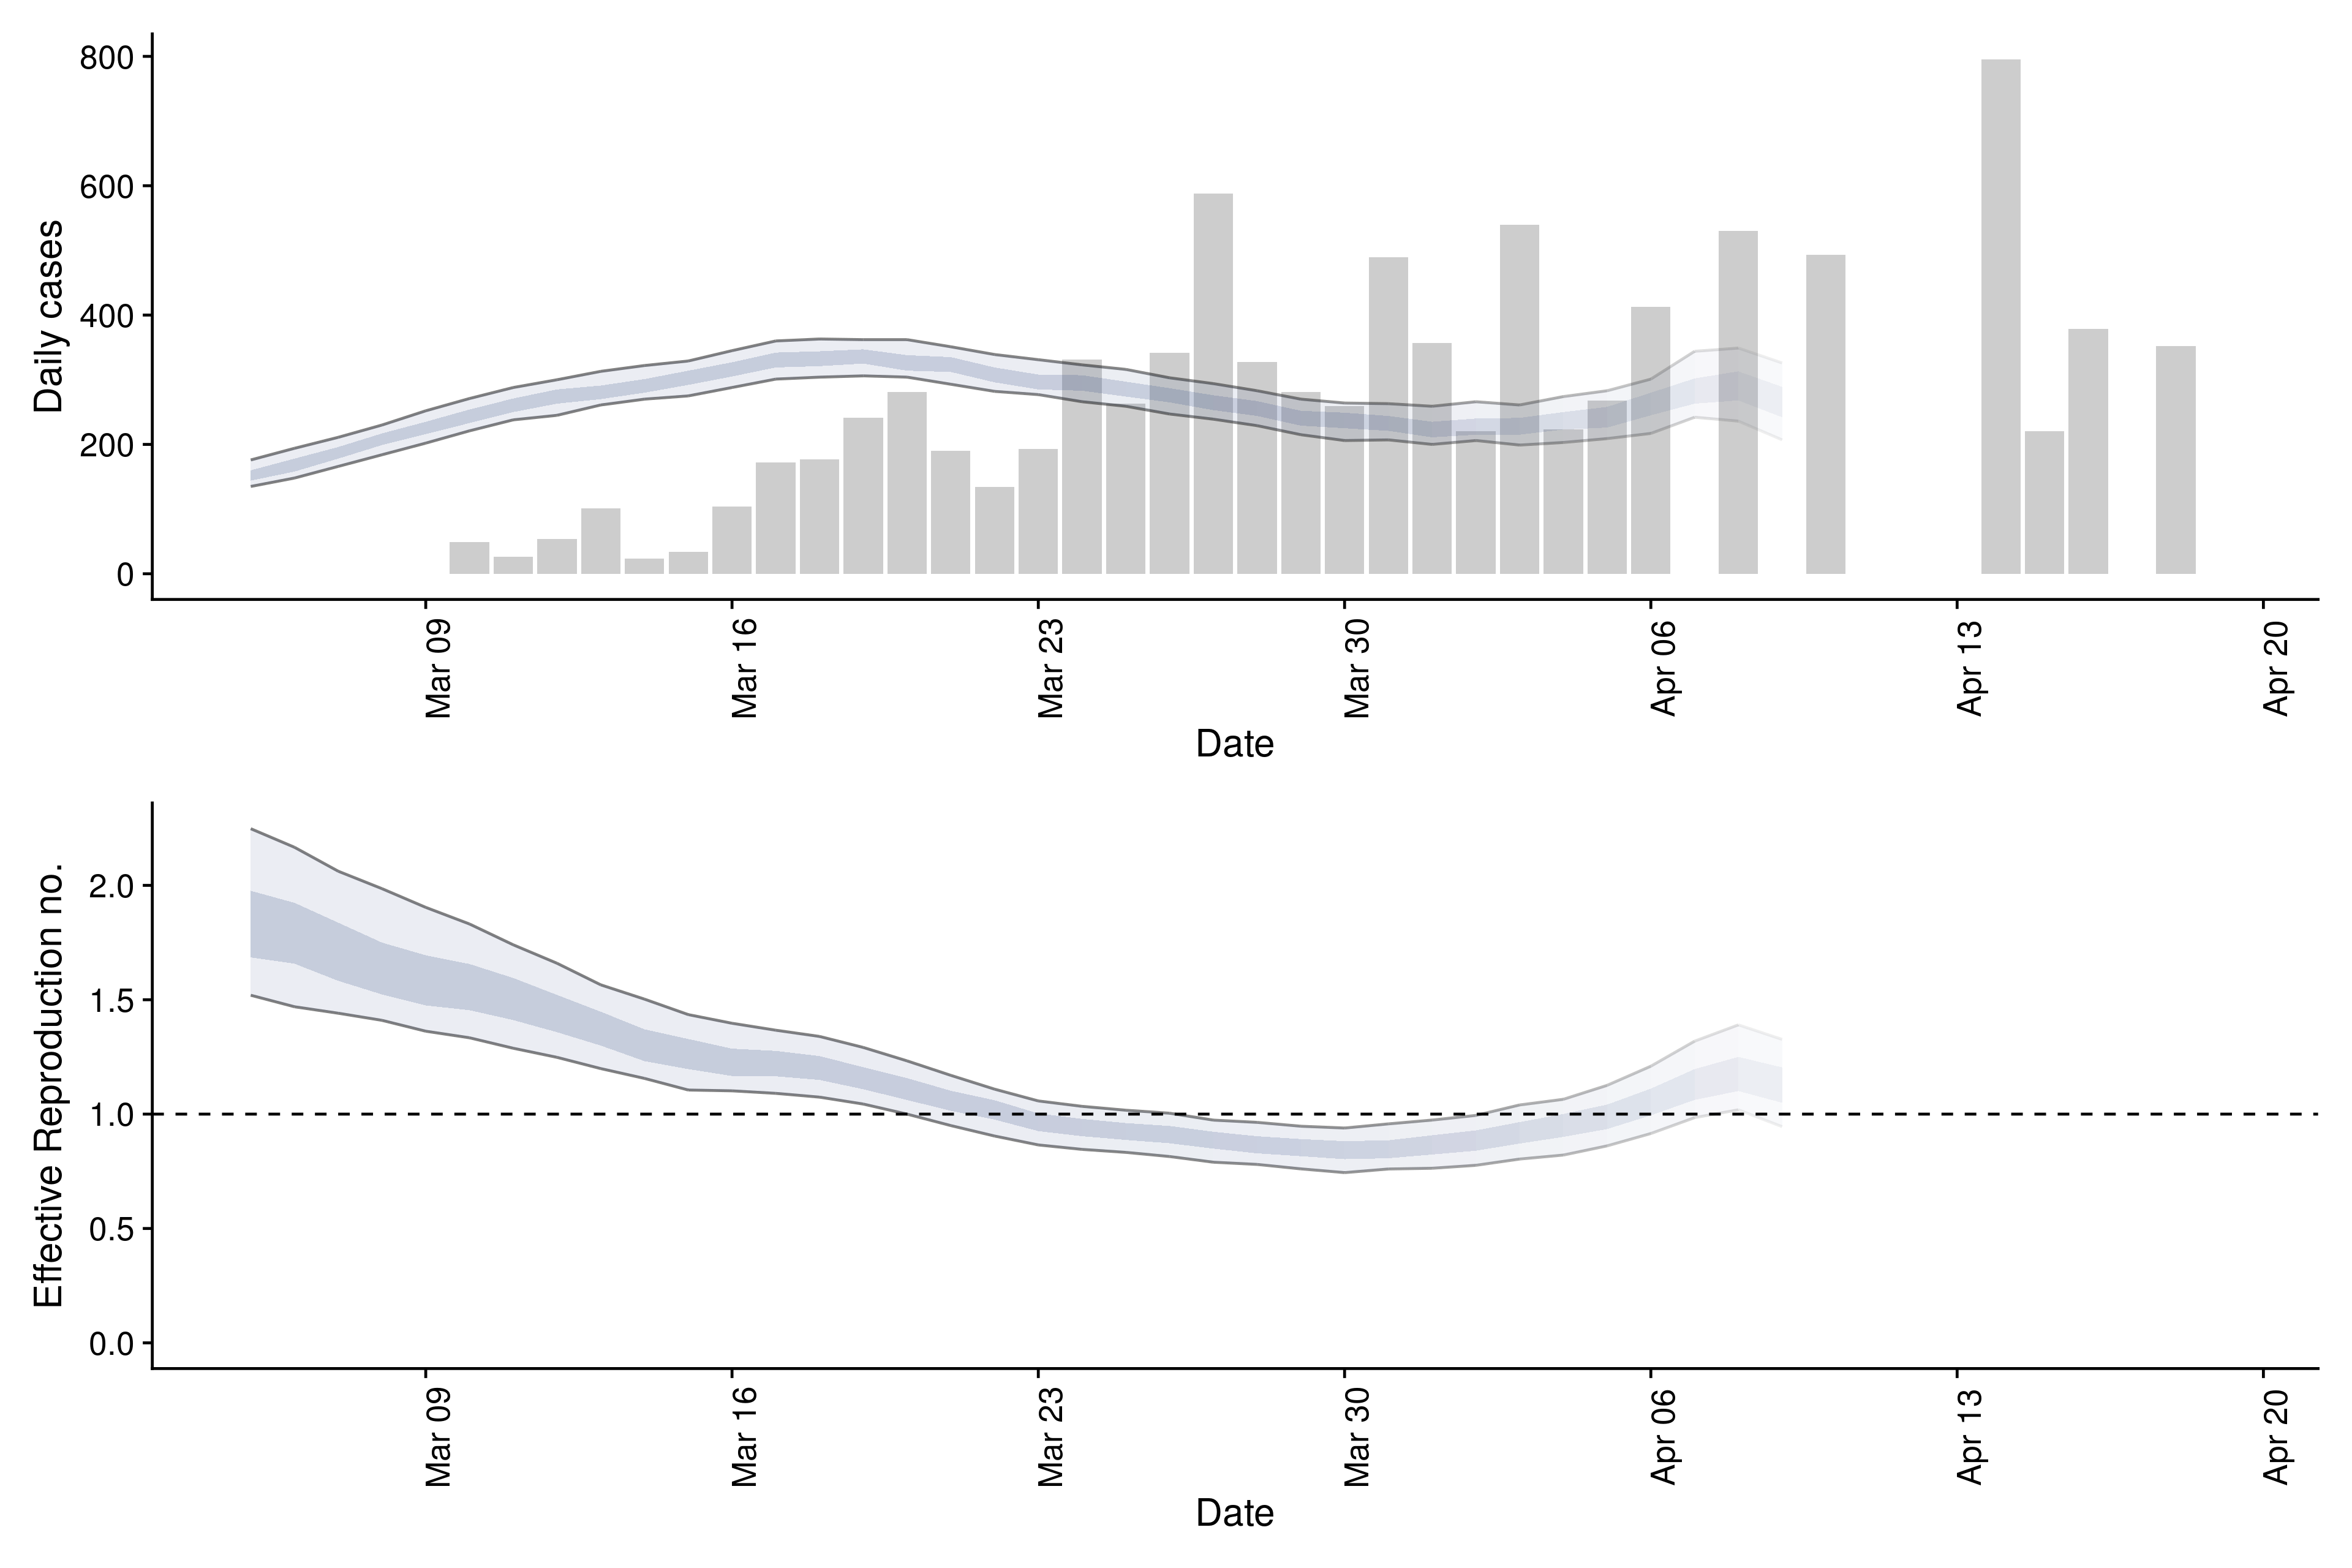 Daily cases
800
600
400
200
0
Mar 09
Mar 16
Mar 23
Mar 30
Apr 06
Apr 13
Apr 20
Date
Effective Reproduction no.
2.0
1.5
1.0
0.5
0.0
Mar 09
Mar 16
Mar 23
Mar 30
Apr 06
Apr 13
Apr 20
Date